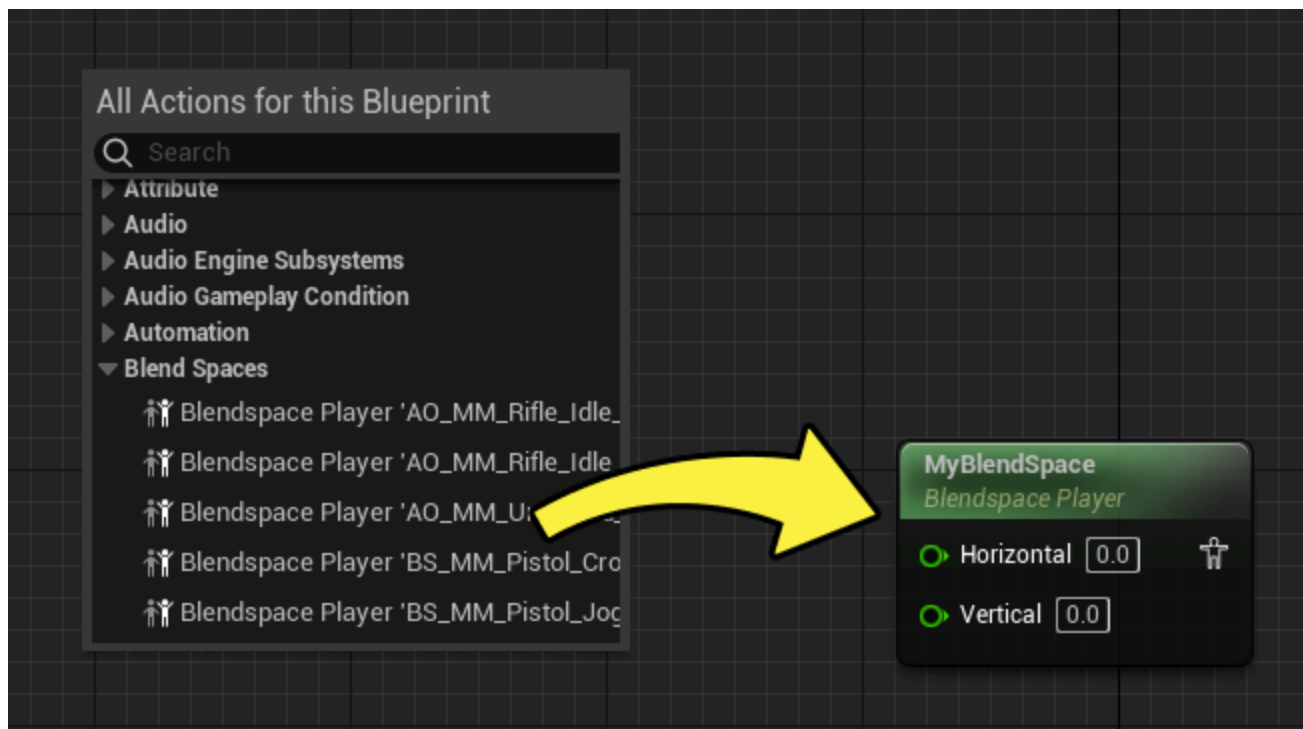 All Actions for this Blueprint
Search
Attribute
Audio
Audio Engine Subsystems
Audio Gameplay Condition
Automation
Blend Spaces
Blendspace Player 'AO_MM_Rifle_Idle_
Blendspace Player 'AO_MM_Rifle_Idle
Blendspace Player
Blendspace Player 'BS_MM_Pistol_Cro
Blendspace Player 'BS_MM_Pistol_Jog
MyBlendSpace
Blendspace Player
Horizontal 0.0
Vertical 0.0